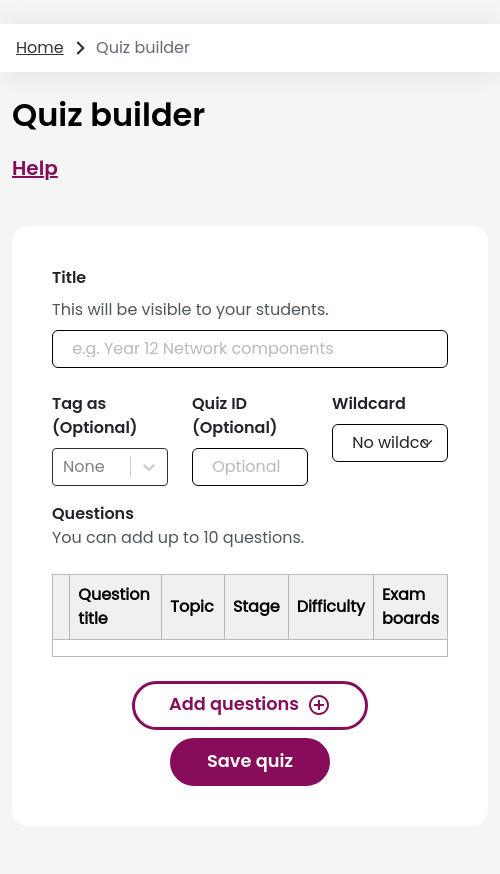 Home > Quiz builder
Quiz builder
Help
Title
This will be visible to your students.
e.g. Year 12 Network components
Tag as (Optional)
Quiz ID (Optional)
Wildcard
None
Optional
No wildc
Questions
You can add up to 10 questions.
Question title
Topic
Stage
Difficulty
Exam boards
Add questions
Save quiz